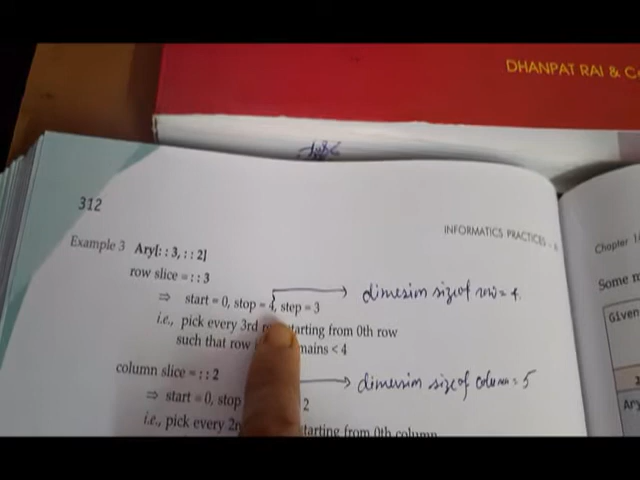 DHANPAT RAI & C
312
INFORMATICS PRACTICES -
Chapter 1
Example 3 Ary[: : 3, : : 2]
row slice = : : 3
⇒ start = 0, stop = 4, step = 3
dimesion size of row = 4.
i.e., pick every 3rd starting from 0th row
such that row mains < 4
column slice = : : 2
dimension size of column = 5
⇒ start = 0, stop 2
i.e., pick every 2 tarting from 0th column
Some
Given
Ary